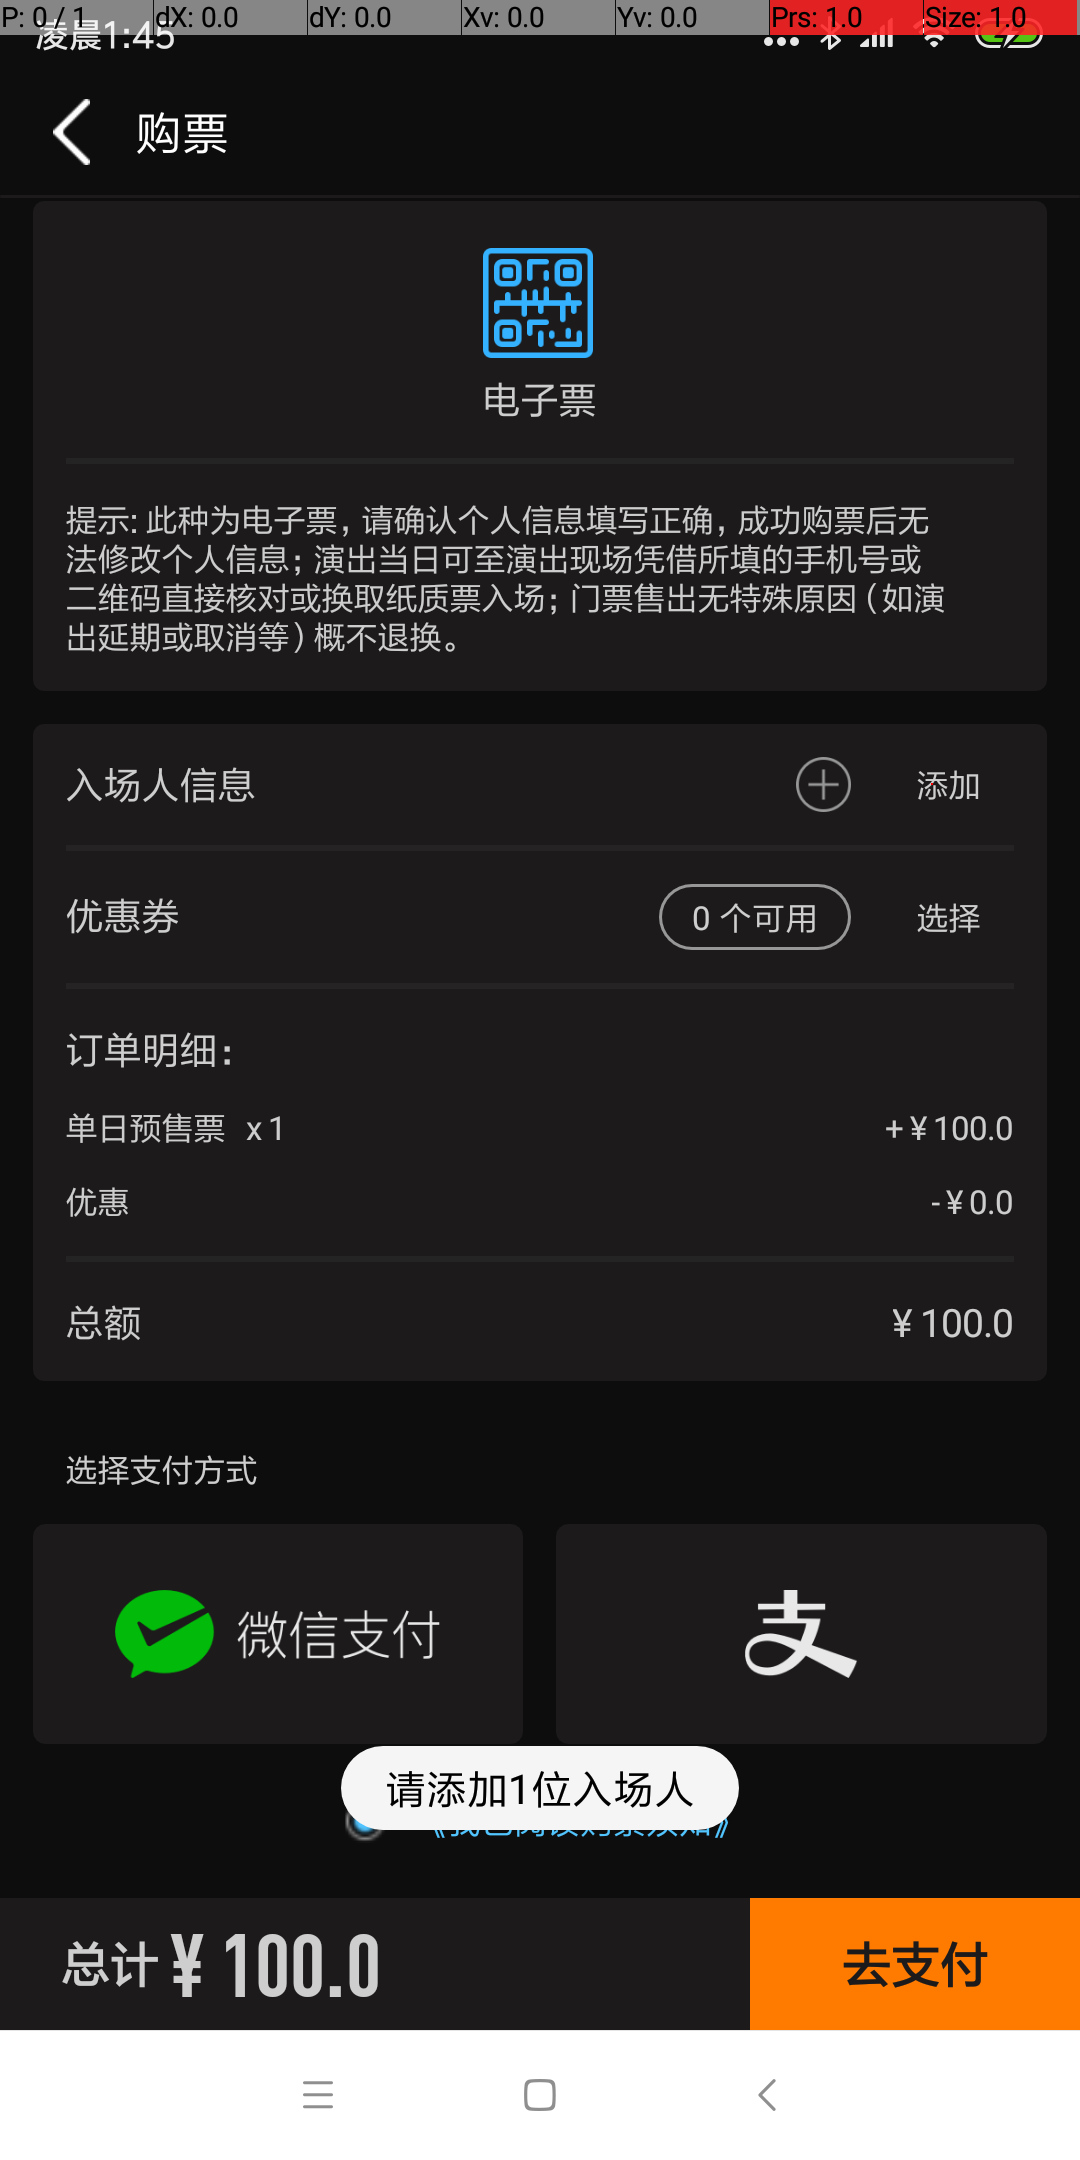 P: 0 / 1 dX: 0.0 dY: 0.0 Xv: 0.0 Yv: 0.0 Prs: 1.0 Size: 1.0
凌晨1:45
购票
电子票
提示: 此种为电子票, 请确认个人信息填写正确, 成功购票后无
法修改个人信息; 演出当日可至演出现场凭借所填的手机号或
二维码直接核对或换取纸质票入场; 门票售出无特殊原因 ( 如演
出延期或取消等 ) 概不退换。
入场人信息 添加
优惠券 0 个可用 选择
订单明细:
单日预售票 x 1 + ¥ 100.0
优惠 - ¥ 0.0
总额 ¥ 100.0
选择支付方式
微信支付 支
请添加1位入场人
《我已阅读购票须知》
总计 ¥ 100.0 去支付